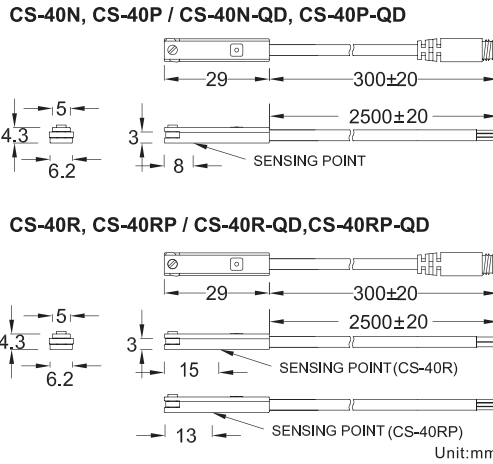 CS-40N, CS-40P / CS-40N-QD, CS-40P-QD
29
300±20
5
2500±20
4.3
3
6.2
8
SENSING POINT
CS-40R, CS-40RP / CS-40R-QD,CS-40RP-QD
29
300±20
5
2500±20
4.3
3
6.2
15
SENSING POINT(CS-40R)
13
SENSING POINT(CS-40RP)
Unit:mm